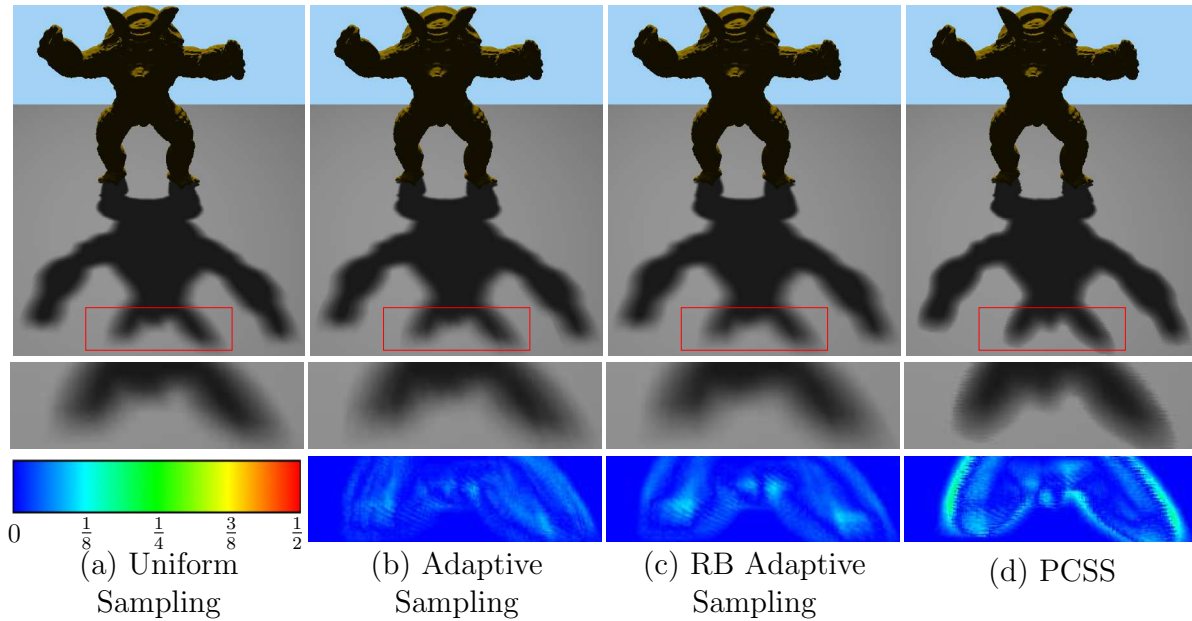 0 1/8 1/4 3/8 1/2
(a) Uniform
Sampling
(b) Adaptive
Sampling
(c) RB Adaptive
Sampling
(d) PCSS